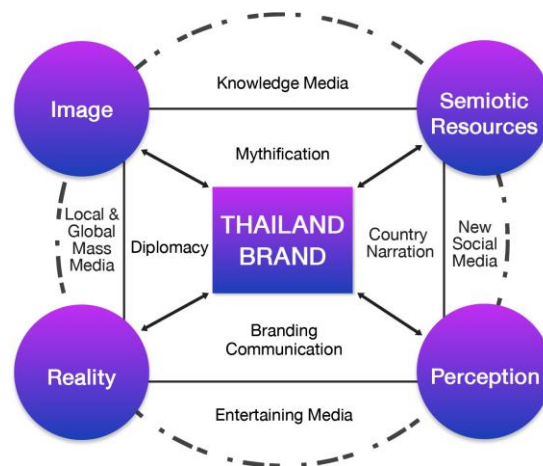 Knowledge Media
Image
Semiotic
Resources
Mythification
Local &
Global
Mass
Media
Diplomacy
THAILAND
BRAND
Country
Narration
New
Social
Media
Branding
Communication
Reality
Perception
Entertaining Media